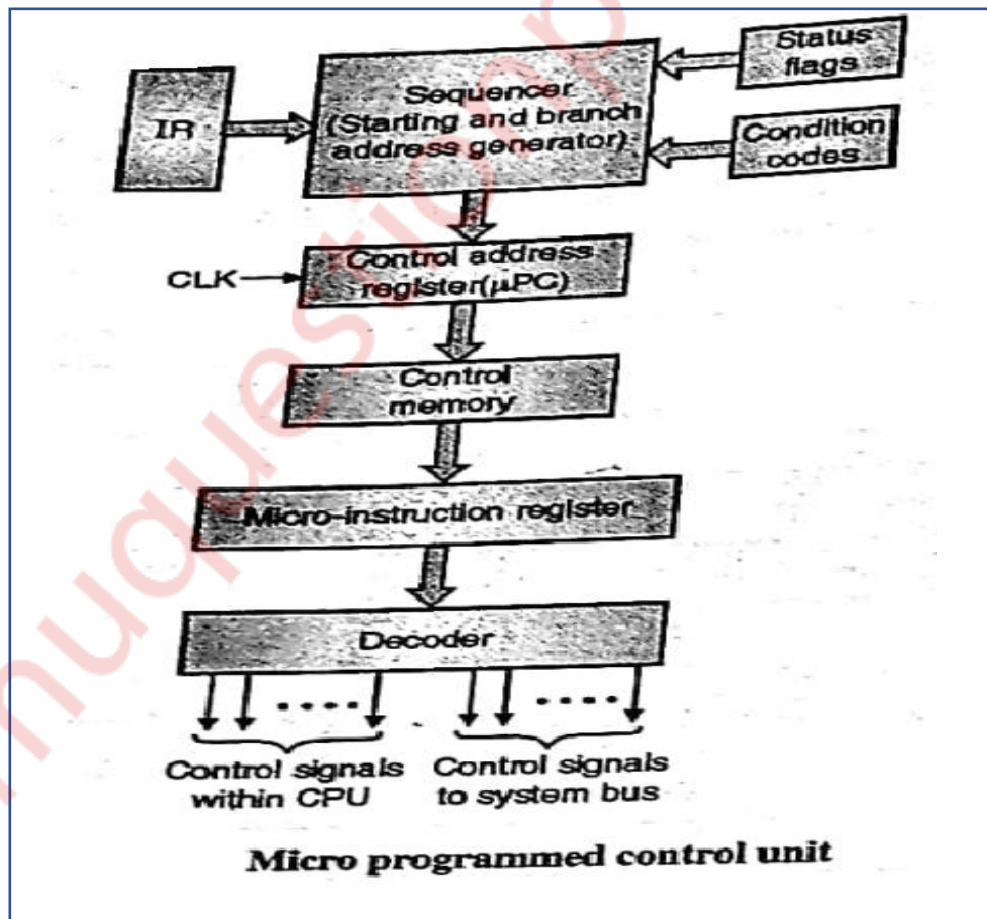 Status
flags
IR
Sequencer
(Starting and branch
address generator)
Condition
codes
CLK
Control address
register(µPC)
Control
memory
Micro-instruction register
Decoder
Control signals
within CPU
Control signals
to system bus
Micro programmed control unit
muquestionp